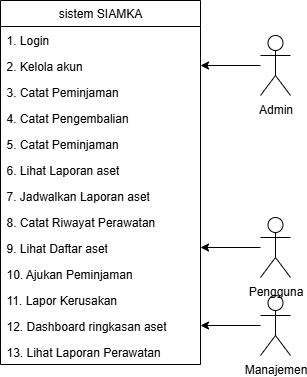 sistem SIAMKA
1. Login
2. Kelola akun
3. Catat Peminjaman
4. Catat Pengembalian
5. Catat Peminjaman
6. Lihat Laporan aset
7. Jadwalkan Laporan aset
8. Catat Riwayat Perawatan
9. Lihat Daftar aset
10. Ajukan Peminjaman
11. Lapor Kerusakan
12. Dashboard ringkasan aset
13. Lihat Laporan Perawatan
Admin
Pengguna
Manajemen